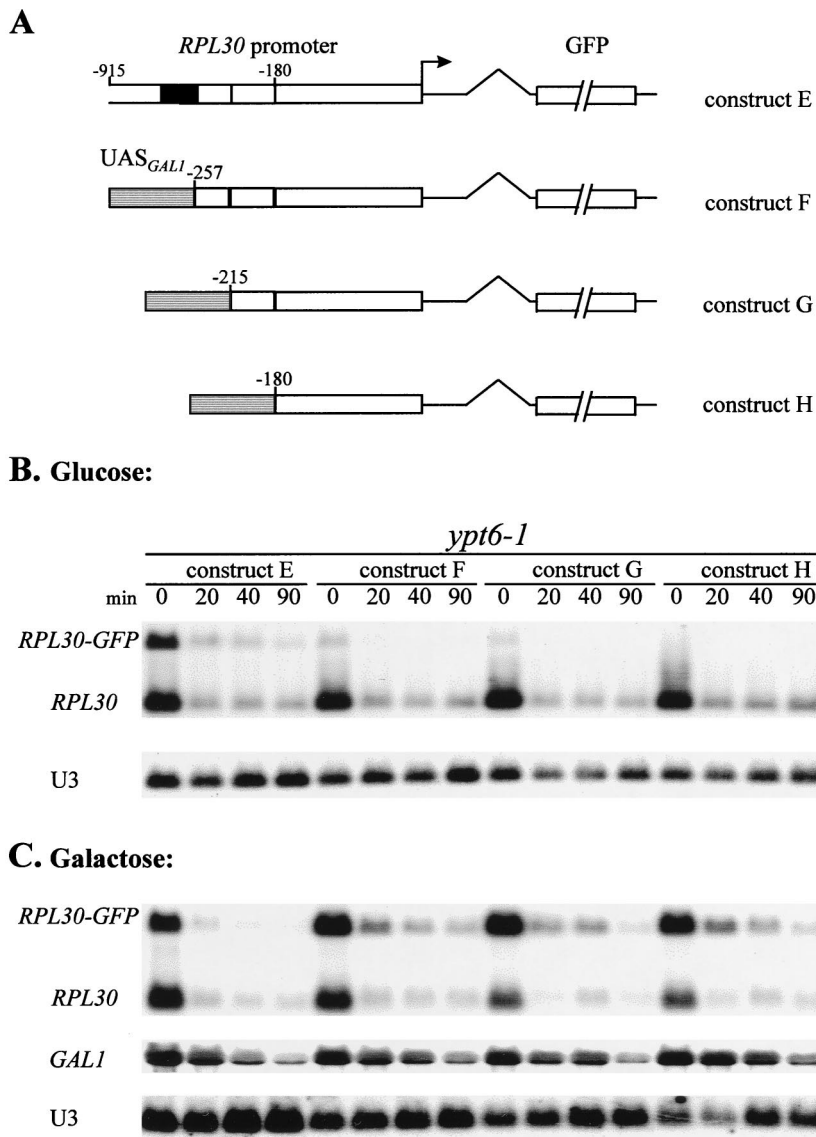 A
RPL30 promoter GFP
-915 -180
construct E
UAS_GAL1 -257
construct F
-215
construct G
-180
construct H
B. Glucose:
ypt6-1
construct E construct F construct G construct H
min 0 20 40 90 0 20 40 90 0 20 40 90 0 20 40 90
RPL30-GFP
RPL30
U3
C. Galactose:
RPL30-GFP
RPL30
GAL1
U3